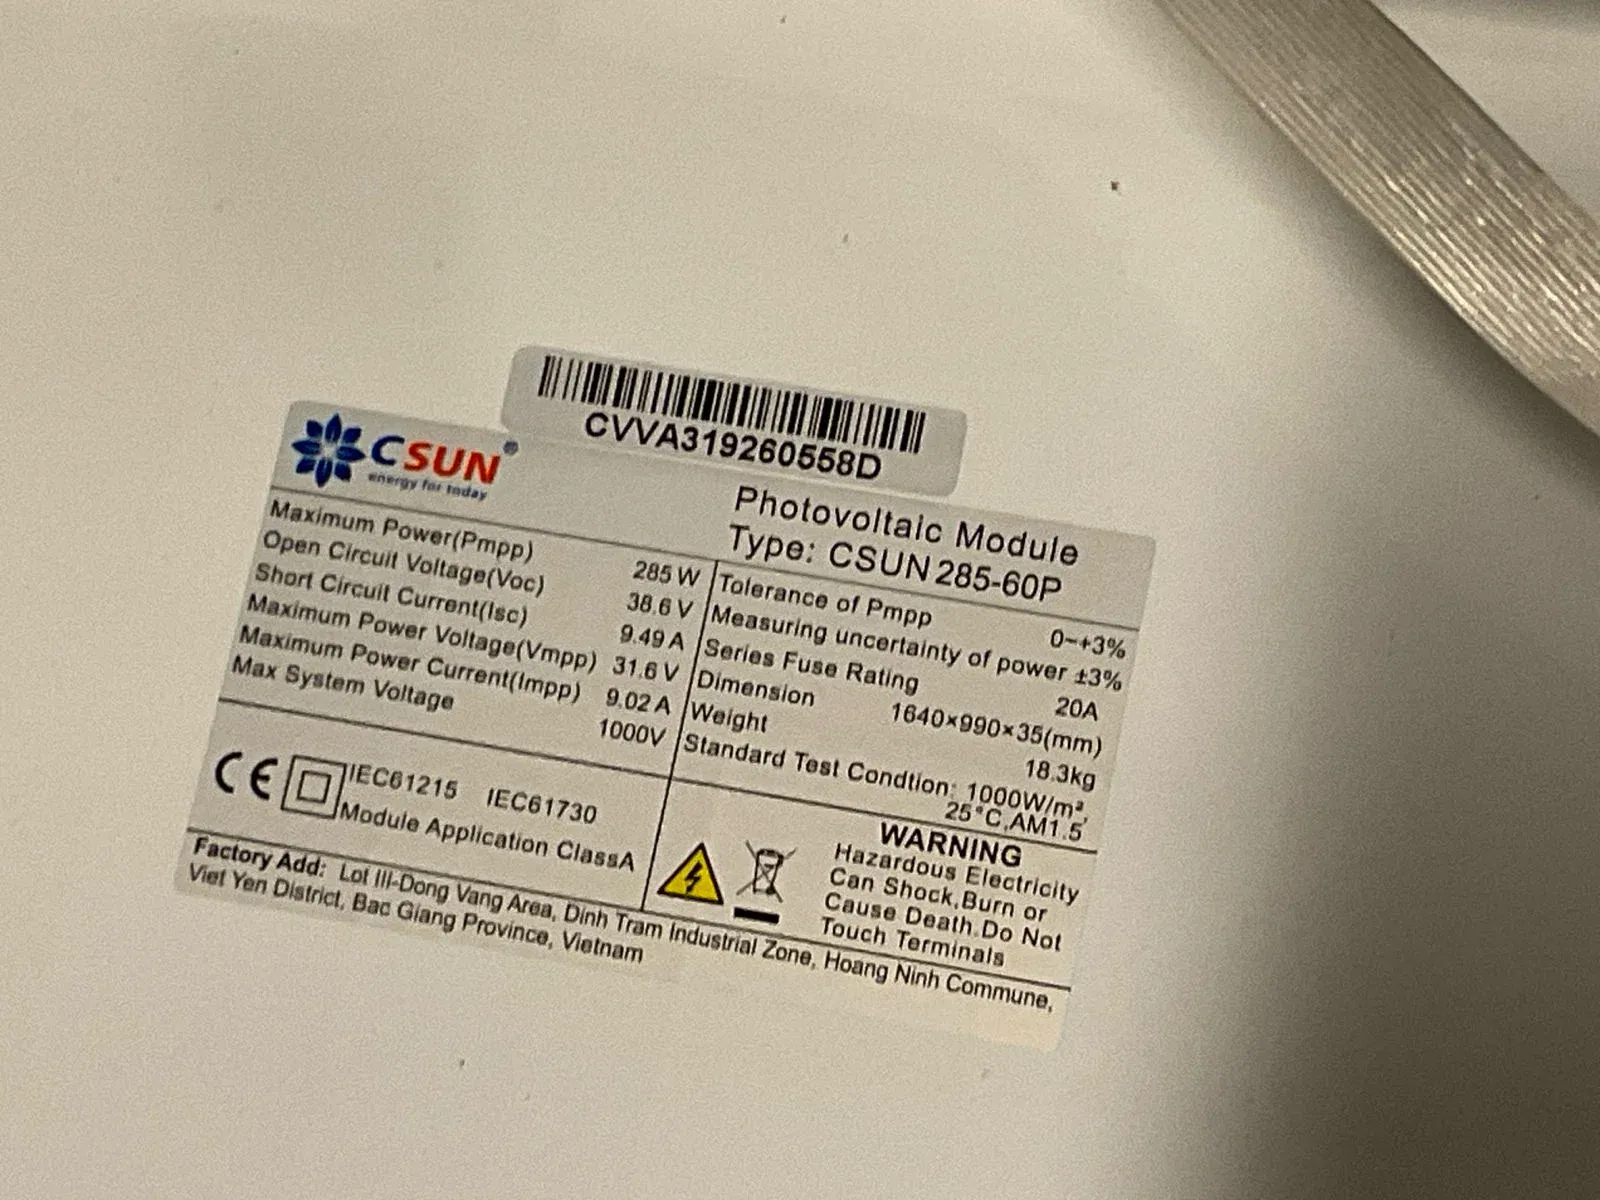 CVVA319260558D
CSUN®
energy for today
Photovoltaic Module
Type: CSUN 285-60P
Maximum Power(Pmpp) 285 W
Open Circuit Voltage(Voc) 38.6 V
Short Circuit Current(Isc) 9.49 A
Maximum Power Voltage(Vmpp) 31.6 V
Maximum Power Current(Impp) 9.02 A
Max System Voltage 1000V
Tolerance of Pmpp 0~+3%
Measuring uncertainty of power ±3%
Series Fuse Rating 20A
Dimension 1640×990×35(mm)
Weight 18.3kg
Standard Test Condtion: 1000W/m²,
25°C,AM1.5
CE IEC61215 IEC61730
Module Application ClassA
WARNING
Hazardous Electricity
Can Shock,Burn or
Cause Death.Do Not
Touch Terminals
Factory Add: Lot III-Dong Vang Area, Dinh Tram Industrial Zone, Hoang Ninh Commune,
Viet Yen District, Bac Giang Province, Vietnam